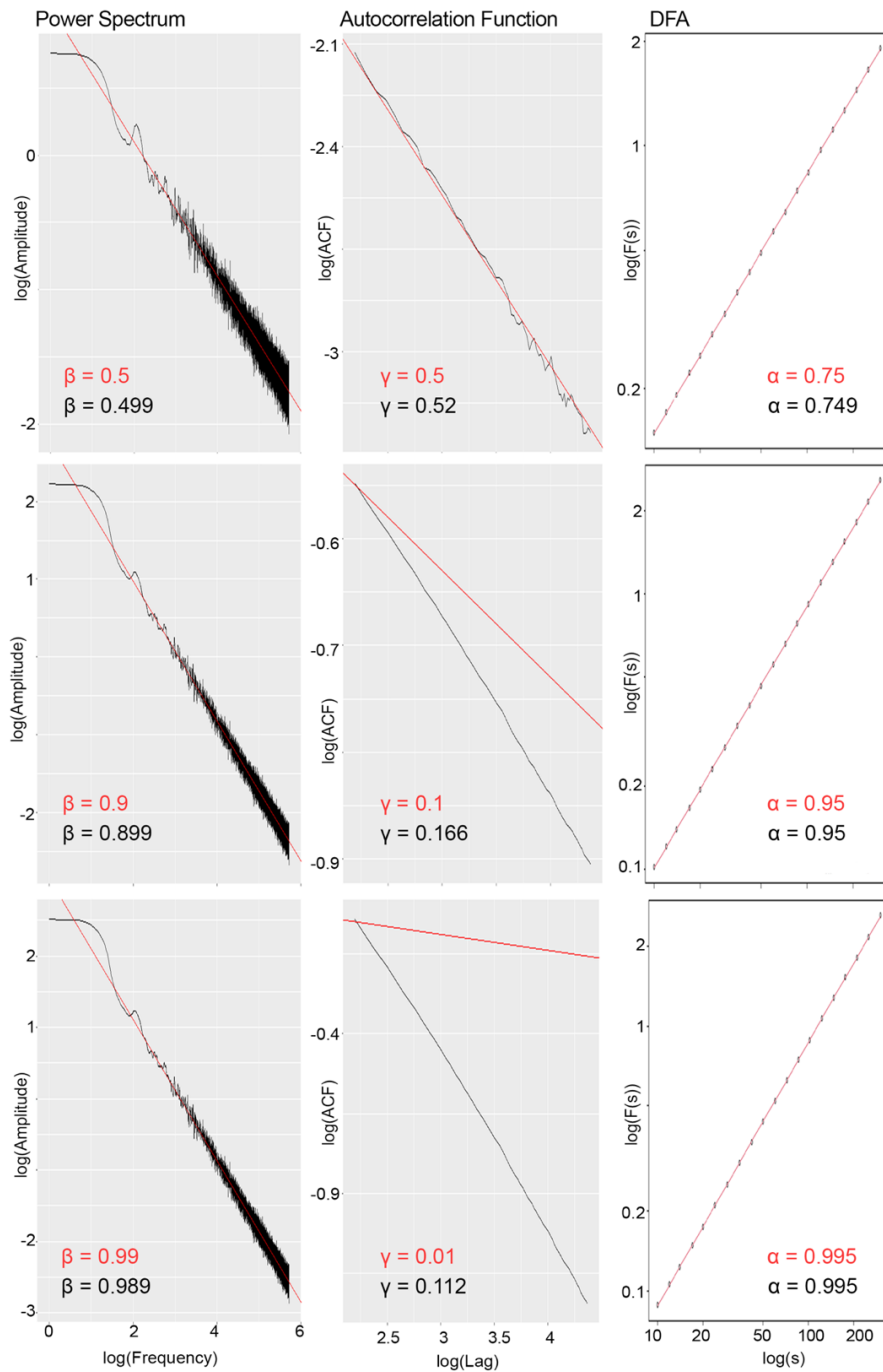 Power Spectrum
Autocorrelation Function
DFA
log(Amplitude)
0
-2
β = 0.5
β = 0.499
log(ACF)
-2.1
-2.4
-3
γ = 0.5
γ = 0.52
log(F(s))
2
1
0.2
α = 0.75
α = 0.749
log(Amplitude)
2
1
-2
β = 0.9
β = 0.899
log(ACF)
-0.6
-0.7
-0.9
γ = 0.1
γ = 0.166
log(F(s))
2
1
0.2
0.1
α = 0.95
α = 0.95
log(Amplitude)
2
1
-2
-3
β = 0.99
β = 0.989
0 2 4 6
log(Frequency)
log(ACF)
-0.4
-0.9
γ = 0.01
γ = 0.112
2.5 3 3.5 4
log(Lag)
log(F(s))
2
1
0.2
0.1
α = 0.995
α = 0.995
10 20 50 100 200
log(s)